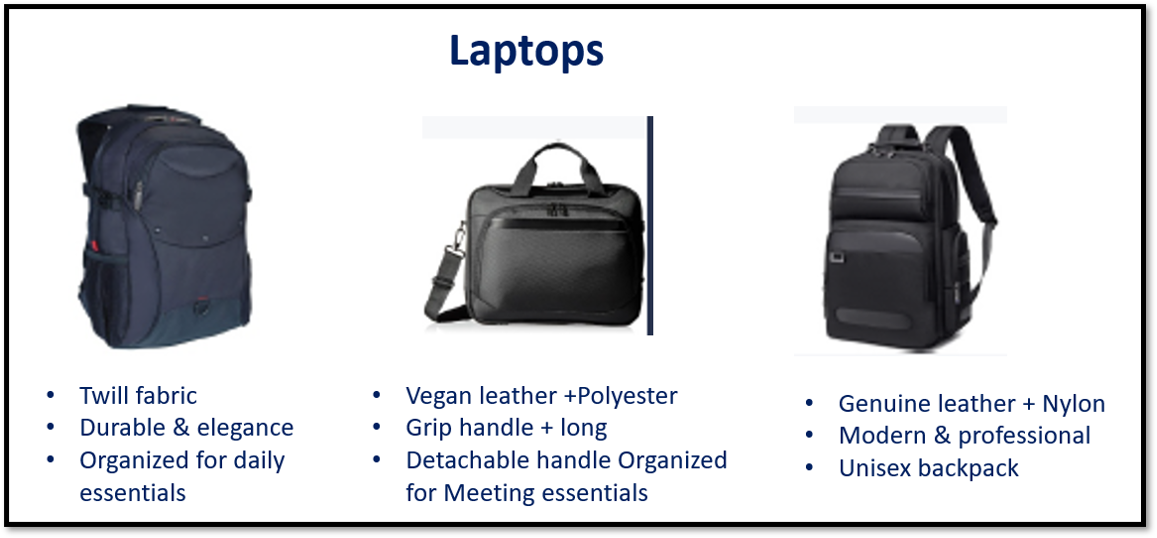 Laptops
• Twill fabric
• Durable & elegance
• Organized for daily
essentials
• Vegan leather +Polyester
• Grip handle + long
• Detachable handle Organized
for Meeting essentials
• Genuine leather + Nylon
• Modern & professional
• Unisex backpack